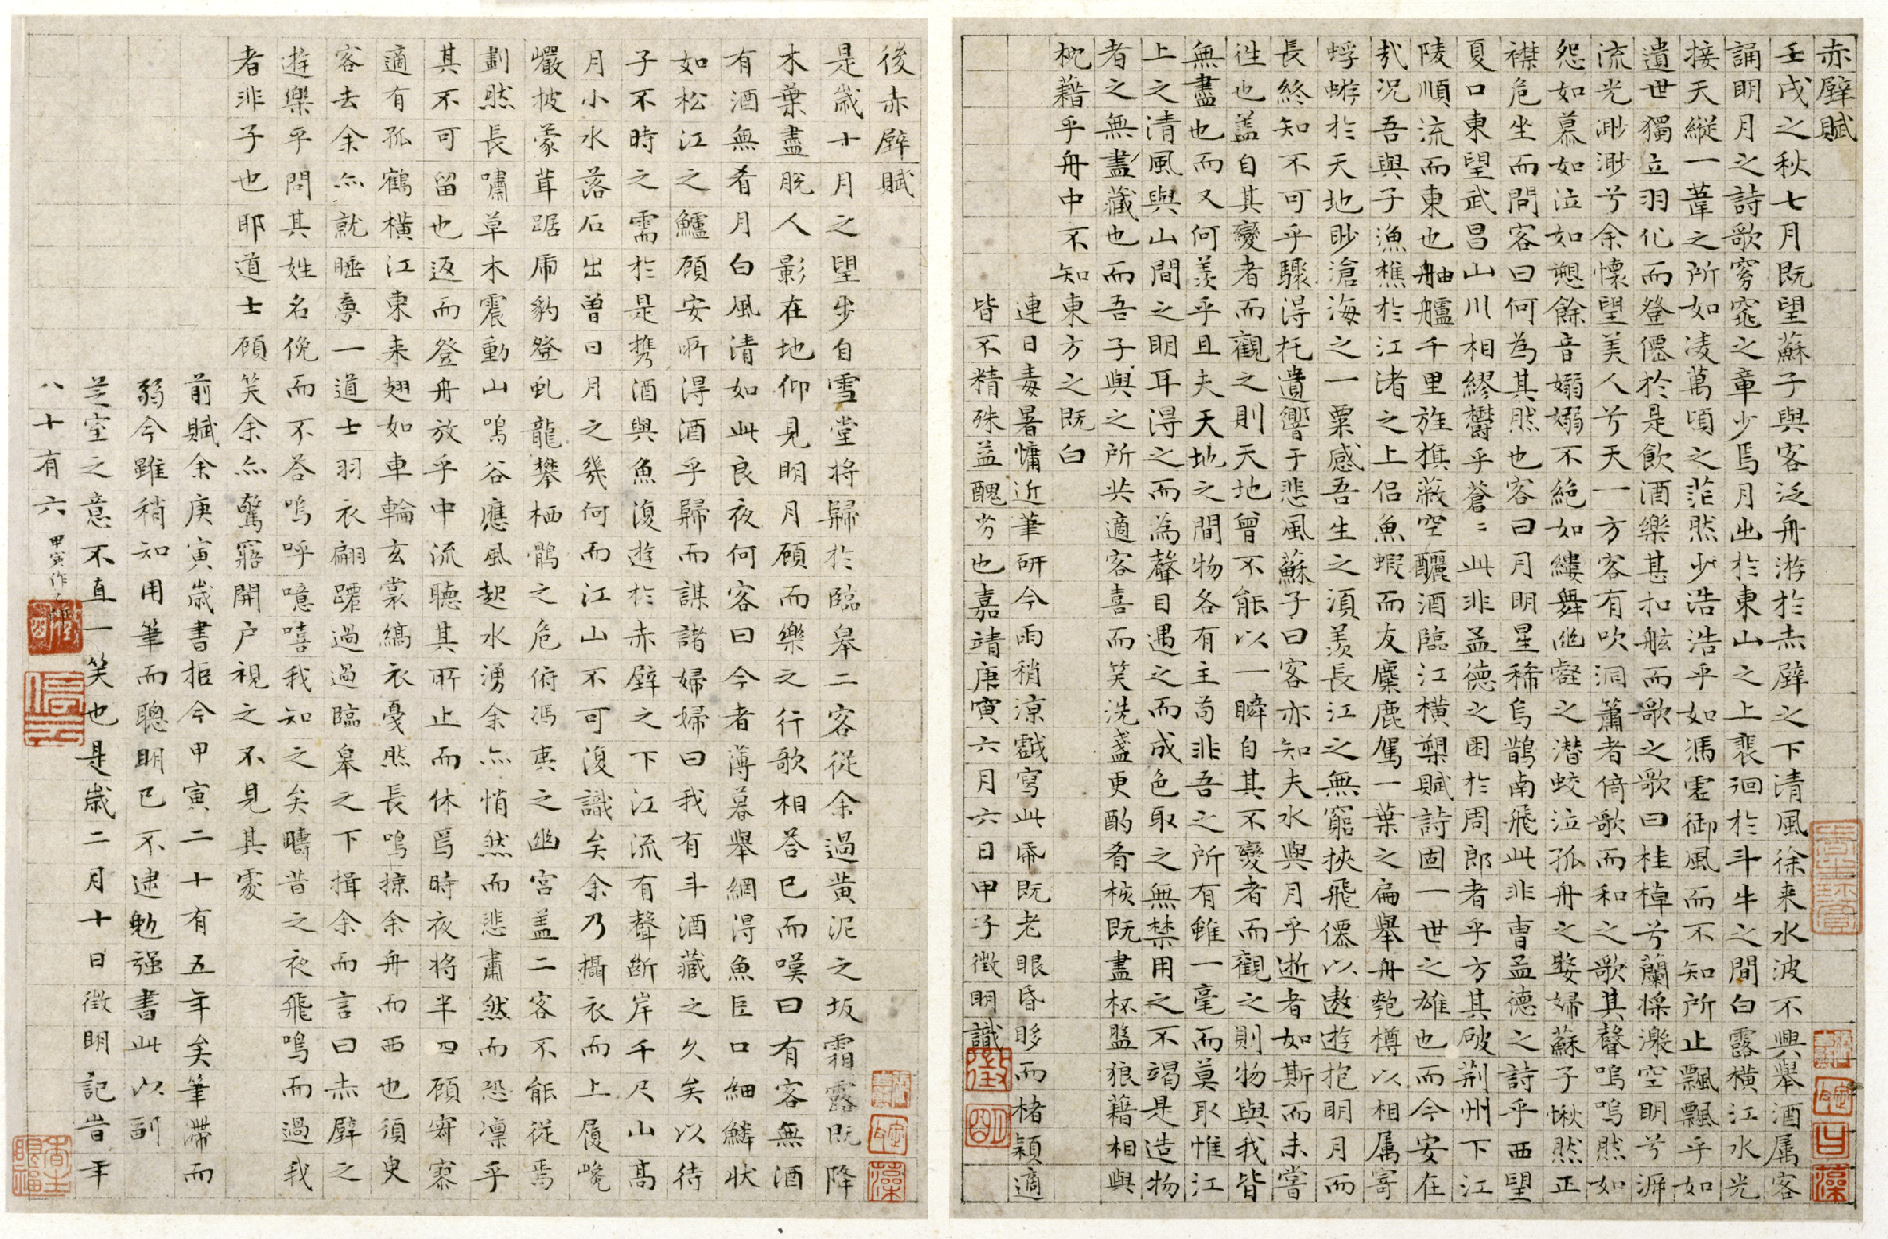 赤壁賦
壬戌之秋七月既望蘇子與客泛舟游於赤壁之下清風徐来水波不興舉酒属客
誦明月之詩歌窈窕之章少焉月出於東山之上裴徊於斗牛之間白露橫江水光
接天縱一葦之所如凌萬頃之茫然少浩浩乎如馮虛御風而不知所止飄飄乎如
遺世獨立羽化而登僊於是飲酒樂甚扣舷而歌之歌曰桂棹兮蘭槳激空明兮泝
流光渺渺兮余懷望美人兮天一方客有吹洞簫者倚歌而和之歌其聲嗚嗚然如
怨如慕如泣如愬餘音嫋嫋不絕如縷舞幽壑之潜蛟泣孤舟之嫠婦蘇子愀然正
襟危坐而問客曰何為其然也客曰月明星稀烏鵲南飛此非曹孟德之詩乎西望
夏口東望武昌山川相繆欝乎蒼〻此非孟德之困於周郎者乎方其破荆州下江
陵順流而東也舳艫千里旌旗蔽空釃酒臨江橫槊賦詩固一世之雄也而今安在
㢤況吾與子漁樵於江渚之上侣魚蝦而友麋鹿駕一葉之扁舉舟匏樽以相属寄
蜉蝣於天地眇滄海之一粟感吾生之須羨長江之無窮挾飛僊以遨遊抱明月而
長終知不可乎驟得托遺響于悲風蘇子曰客亦知夫水與月乎逝者如斯而未嘗
往也盖自其變者而觀之則天地曾不能以一瞬自其不變者而觀之則物與我皆
無盡也而又何羨乎且夫天地之間物各有主苟非吾之所有雖一毫而莫取惟江
上之清風與山間之明耳得之而為聲目遇之而成色取之無禁用之不竭是造物
者之無盡藏也而吾子與之所共適客喜而笑洗盞更酌肴核既盡杯盤狼藉相與
枕藉乎舟中不知東方之既白
連日毒暑慵近筆研今雨稍涼戲寫此帋既老眼昏眵而楮穎適
皆不精殊益醜劣也嘉靖庚寅六月六日甲子徵明識
徵明
後赤壁賦
是歲十月之望步自雪堂將歸於臨皋二客從余過黃泥之坂霜露既降
木葉盡脫人影在地仰見明月顧而樂之行歌相荅已而嘆曰有客無酒
有酒無肴月白風清如此良夜何客曰今者薄暮舉網得魚巨口細鱗狀
如松江之鱸顧安所得酒乎歸而謀諸婦婦曰我有斗酒藏之久矣以待
子不時之需於是攜酒與魚復遊於赤壁之下江流有聲斷岸千尺山高
月小水落石出曾日月之幾何而江山不可復識矣余乃攝衣而上履巉
巖披蒙茸踞虎豹登虬龍攀栖鶻之危俯馮夷之幽宮盖二客不能從焉
劃然長嘯草木震動山鳴谷應風起水湧余亦悄然而悲肅然而恐凜乎
其不可留也返而登舟放乎中流聽其所止而休焉時夜將半四顧寂寥
適有孤鶴橫江東来翅如車輪玄裳縞衣戛然長鳴掠余舟而西也須臾
客去余亦就睡夢一道士羽衣翩躚過過臨皋之下揖余而言曰赤壁之
遊樂乎問其姓名俛而不荅嗚呼噫嘻我知之矣疇昔之夜飛鳴而過我
者非子也耶道士顧笑余亦驚寤開户視之不見其處
前賦余庚寅歲書抵今甲寅二十有五年矣筆滯而
弱今雖稍知用筆而聰明已不逮勉强書此以副
芝室之意不直一笑也是歲二月十日徵明記昔年
八十有六